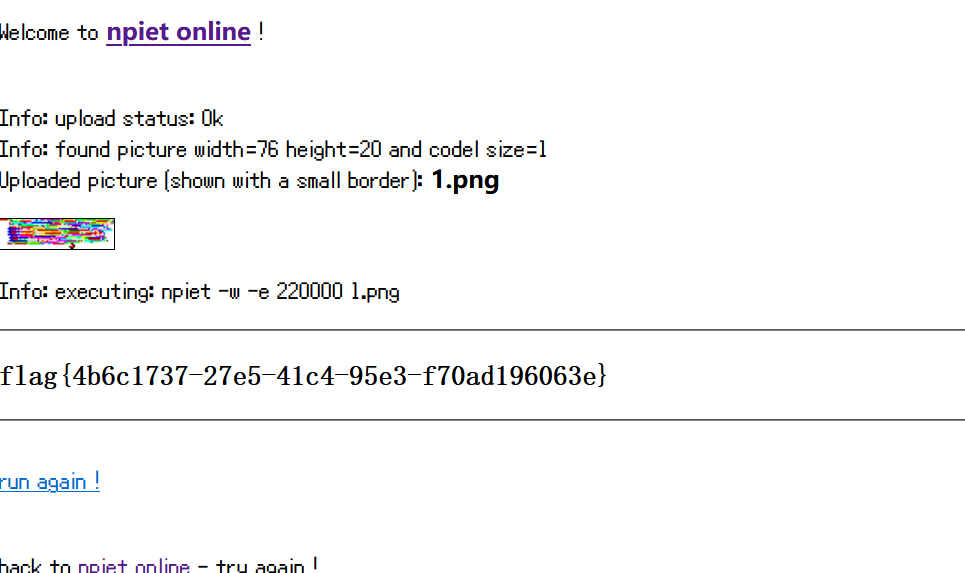 Welcome to npiet online !
Info: upload status: Ok
Info: found picture width=76 height=20 and codel size=1
Uploaded picture (shown with a small border): 1.png
Info: executing: npiet -w -e 220000 1.png
flag{4b6c1737-27e5-41c4-95e3-f70ad196063e}
run again !
back to npiet online - try again !